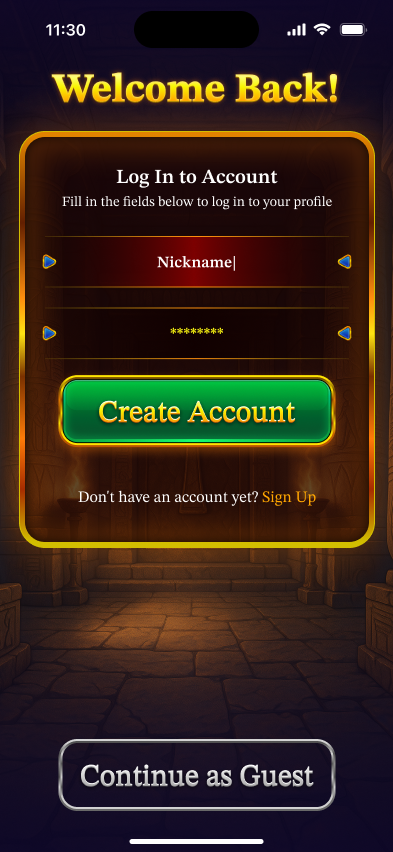 11:30
Welcome Back!
Log In to Account
Fill in the fields below to log in to your profile
Nickname|
********
Create Account
Don't have an account yet? Sign Up
Continue as Guest